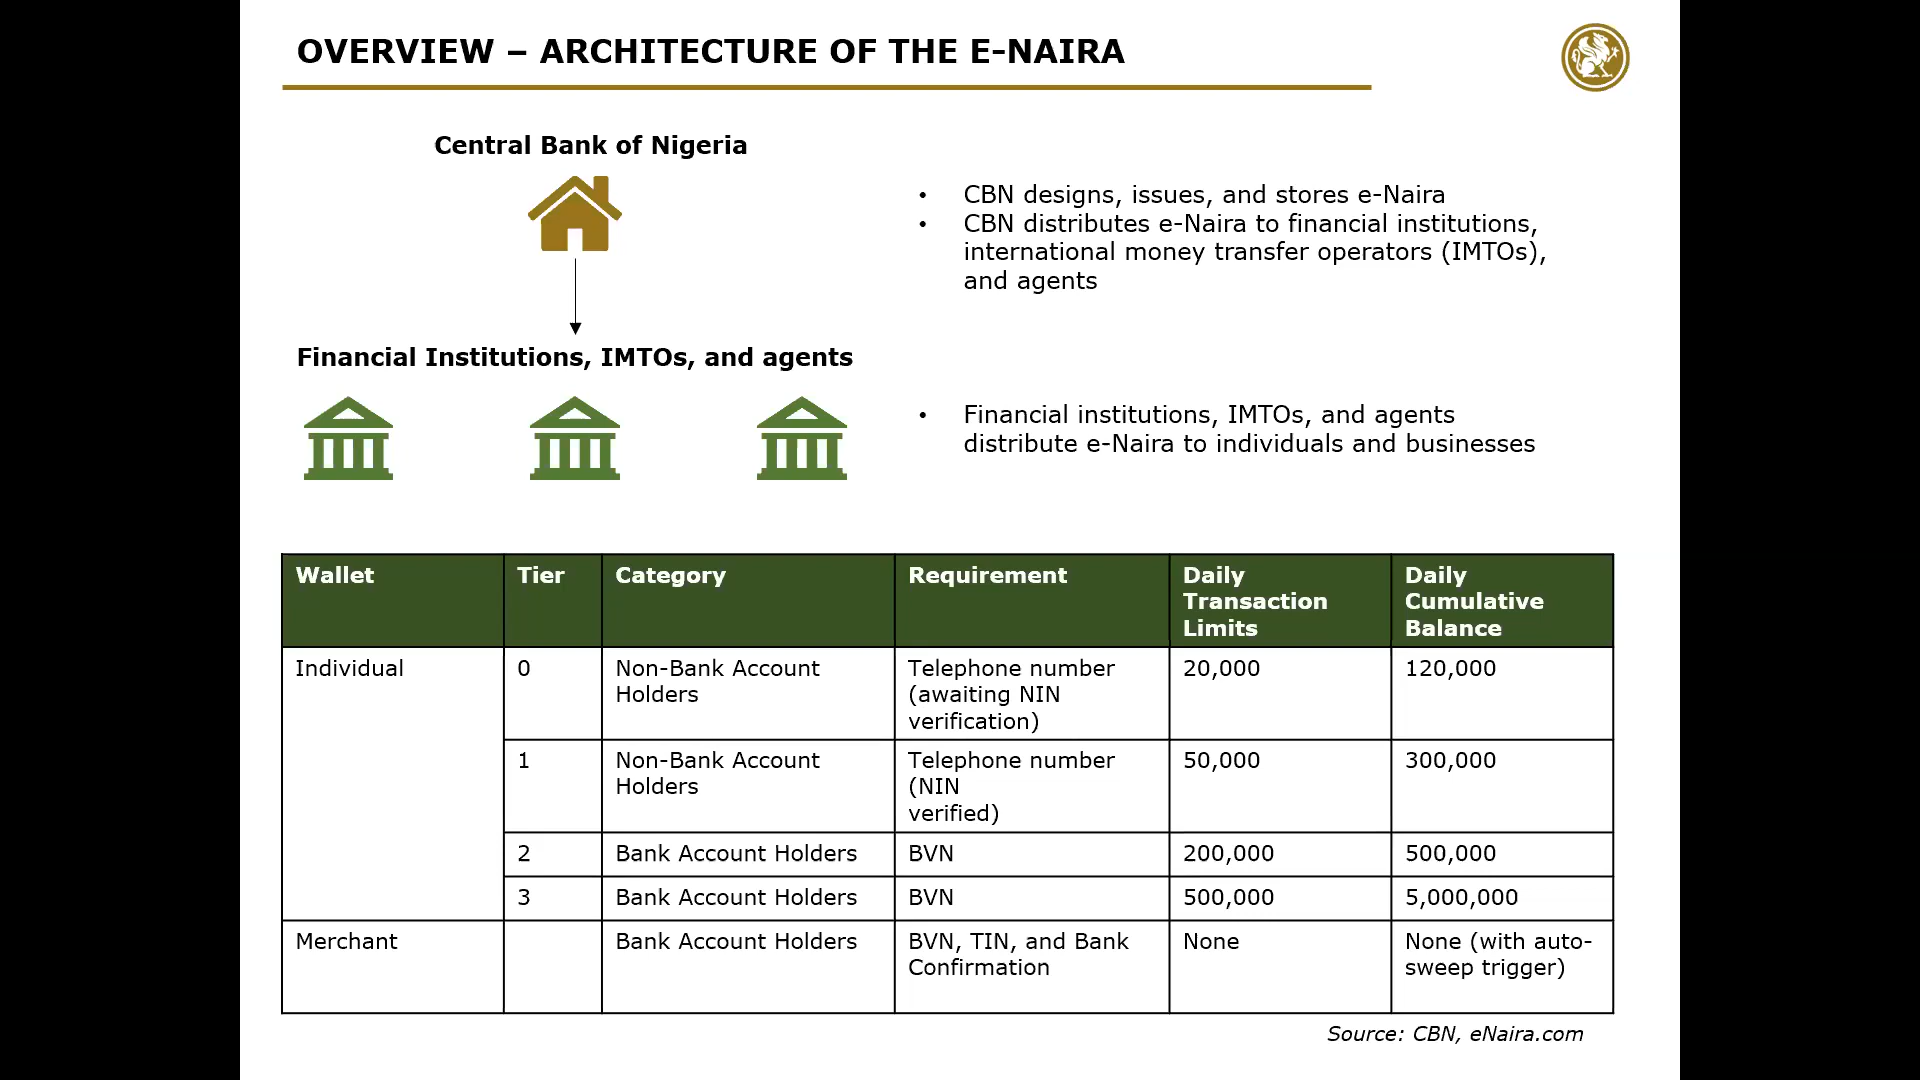 OVERVIEW – ARCHITECTURE OF THE E-NAIRA
Central Bank of Nigeria
• CBN designs, issues, and stores e-Naira
• CBN distributes e-Naira to financial institutions,
international money transfer operators (IMTOs),
and agents
Financial Institutions, IMTOs, and agents
• Financial institutions, IMTOs, and agents
distribute e-Naira to individuals and businesses
Wallet
Tier
Category
Requirement
Daily
Transaction
Limits
Daily
Cumulative
Balance
Individual
0
Non-Bank Account
Holders
Telephone number
(awaiting NIN
verification)
20,000
120,000
1
Non-Bank Account
Holders
Telephone number
(NIN
verified)
50,000
300,000
2
Bank Account Holders
BVN
200,000
500,000
3
Bank Account Holders
BVN
500,000
5,000,000
Merchant
Bank Account Holders
BVN, TIN, and Bank
Confirmation
None
None (with auto-
sweep trigger)
Source: CBN, eNaira.com